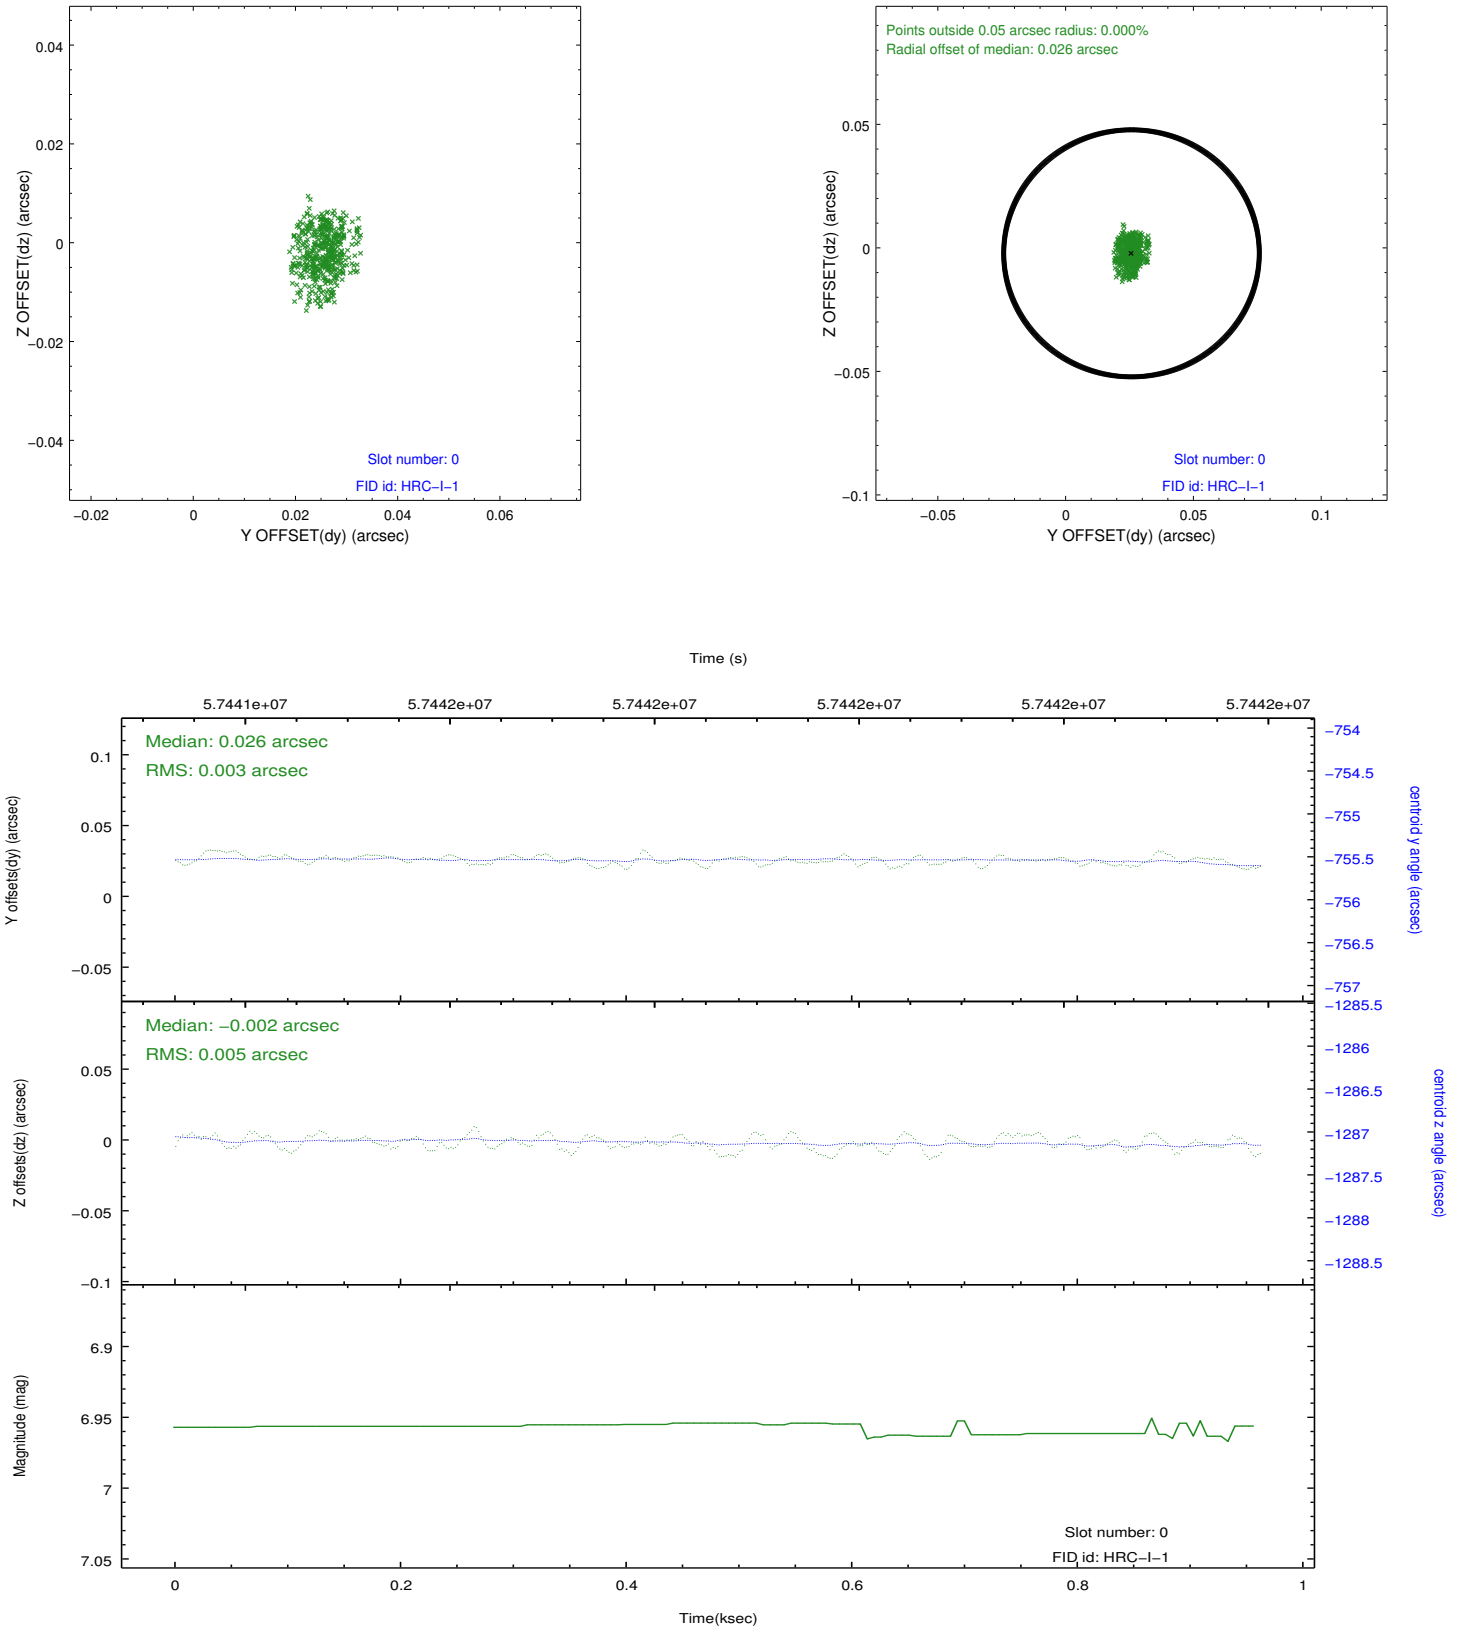 0.04
0.02
0
−0.02
−0.04
Z OFFSET(dz) (arcsec)
Slot number: 0
FID id: HRC−I−1
−0.02 0 0.02 0.04 0.06
Y OFFSET(dy) (arcsec)
Points outside 0.05 arcsec radius: 0.000%
Radial offset of median: 0.026 arcsec
0.05
0
−0.05
−0.1
Z OFFSET(dz) (arcsec)
Slot number: 0
FID id: HRC−I−1
−0.05 0 0.05 0.1
Y OFFSET(dy) (arcsec)
Time (s)
5.7441e+07 5.7442e+07 5.7442e+07 5.7442e+07 5.7442e+07 5.7442e+07
Median: 0.026 arcsec
RMS: 0.003 arcsec
0.1
0.05
0
−0.05
Y offsets(dy) (arcsec)
−754
−754.5
−755
−755.5
−756
−756.5
−757
centroid y angle (arcsec)
Median: −0.002 arcsec
RMS: 0.005 arcsec
0.05
0
−0.05
−0.1
Z offsets(dz) (arcsec)
−1285.5
−1286
−1286.5
−1287
−1287.5
−1288
−1288.5
centroid z angle (arcsec)
6.9
6.95
7
7.05
Magnitude (mag)
Slot number: 0
FID id: HRC−I−1
0 0.2 0.4 0.6 0.8 1
Time(ksec)